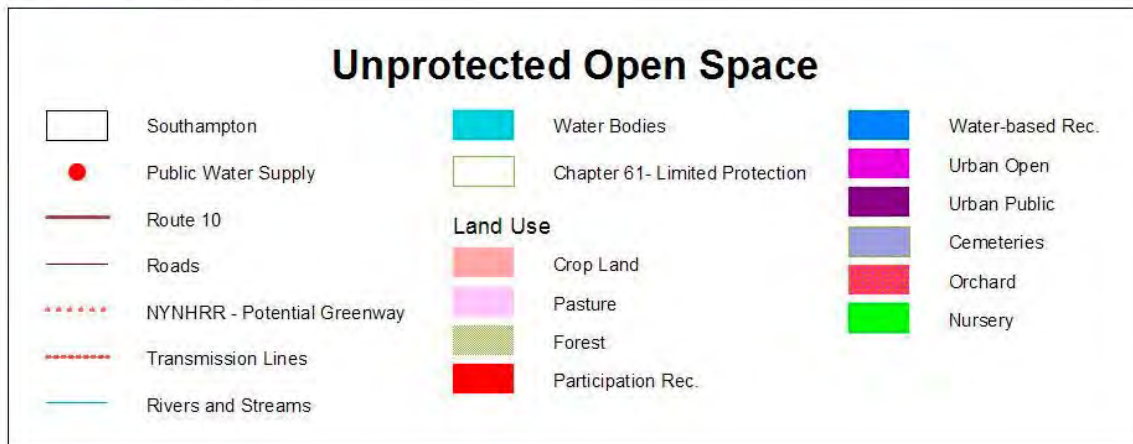 Unprotected Open Space
Southampton
Public Water Supply
Route 10
Roads
NYNHRR - Potential Greenway
Transmission Lines
Rivers and Streams
Water Bodies
Chapter 61- Limited Protection
Land Use
Crop Land
Pasture
Forest
Participation Rec.
Water-based Rec.
Urban Open
Urban Public
Cemeteries
Orchard
Nursery